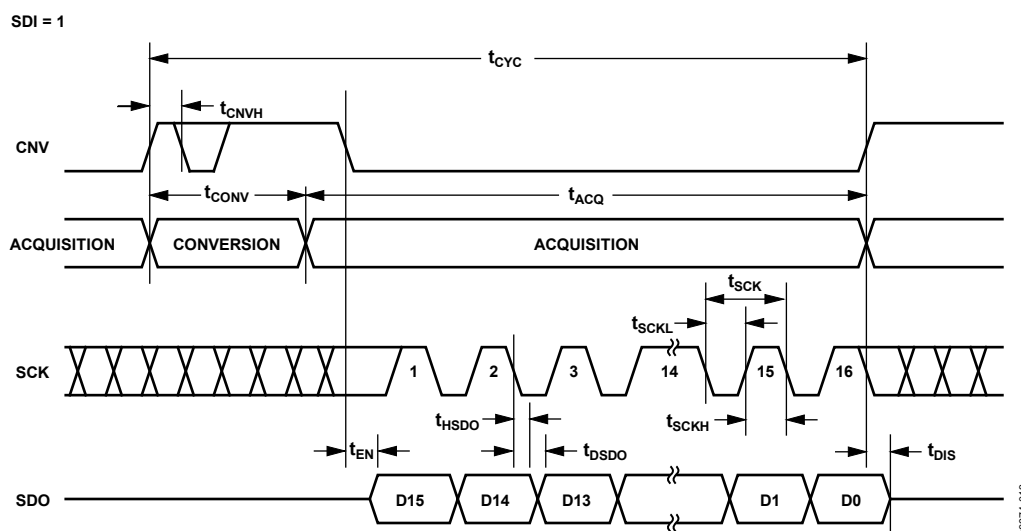 SDI = 1
tCYC
tCNVH
CNV
tCONV
tACQ
ACQUISITION
CONVERSION
ACQUISITION
tSCK
tSCKL
SCK
1
2
3
14
15
16
tHSDO
tSCKH
tEN
tDSDO
tDIS
SDO
D15
D14
D13
D1
D0